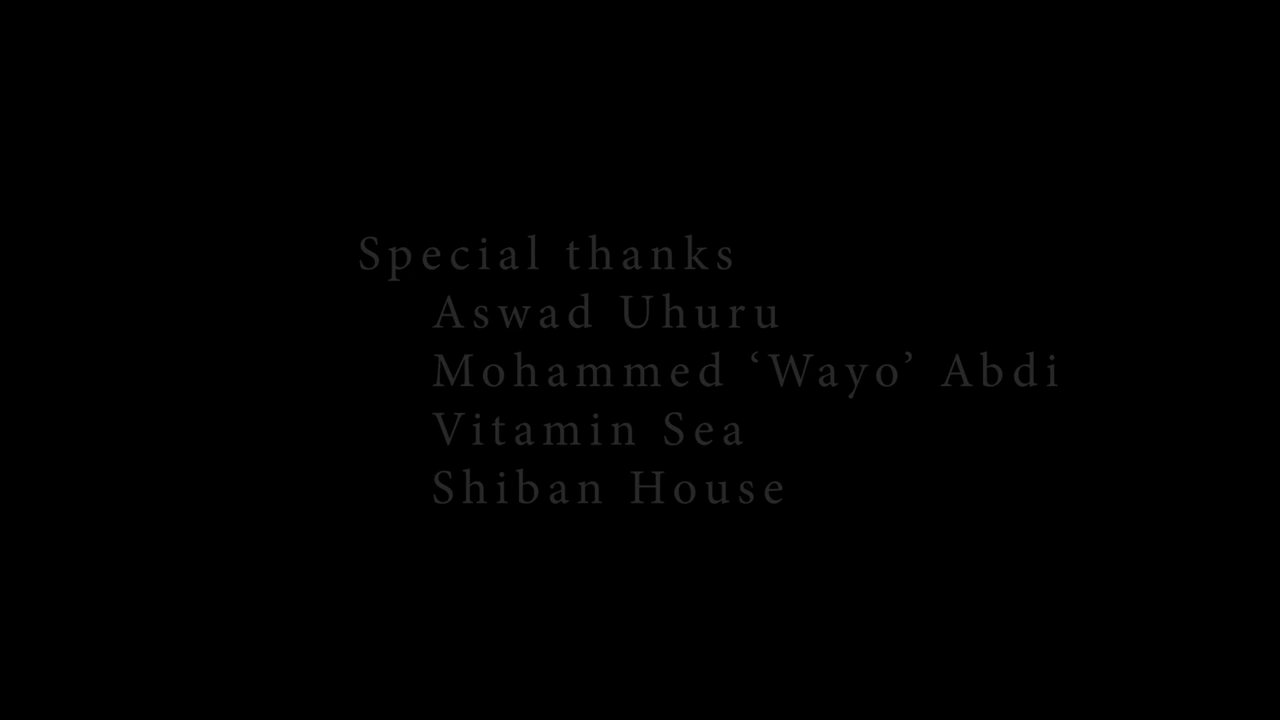 Special thanks
Aswad Uhuru
Mohammed ‘Wayo’ Abdi
Vitamin Sea
Shiban House